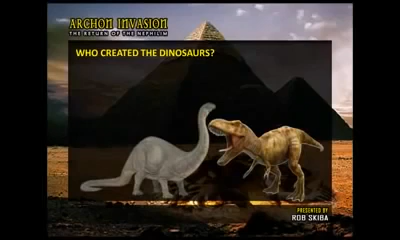 ARCHON INVASION
THE RETURN OF THE NEPHILIM
WHO CREATED THE DINOSAURS?
PRESENTED BY
ROB SKIBA